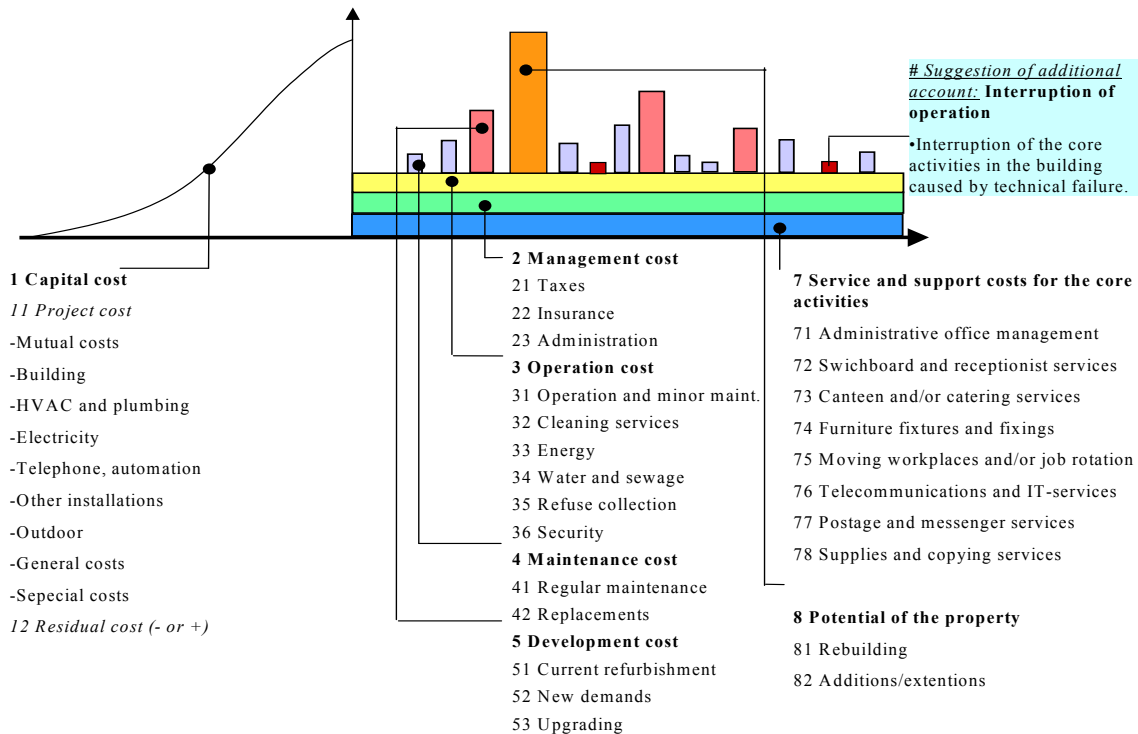 # Suggestion of additional
account: Interruption of
operation
•Interruption of the core
activities in the building
caused by technical failure.
1 Capital cost
11 Project cost
-Mutual costs
-Building
-HVAC and plumbing
-Electricity
-Telephone, automation
-Other installations
-Outdoor
-General costs
-Sepecial costs
12 Residual cost (- or +)
2 Management cost
21 Taxes
22 Insurance
23 Administration
3 Operation cost
31 Operation and minor maint.
32 Cleaning services
33 Energy
34 Water and sewage
35 Refuse collection
36 Security
4 Maintenance cost
41 Regular maintenance
42 Replacements
5 Development cost
51 Current refurbishment
52 New demands
53 Upgrading
7 Service and support costs for the core
activities
71 Administrative office management
72 Swichboard and receptionist services
73 Canteen and/or catering services
74 Furniture fixtures and fixings
75 Moving workplaces and/or job rotation
76 Telecommunications and IT-services
77 Postage and messenger services
78 Supplies and copying services
8 Potential of the property
81 Rebuilding
82 Additions/extentions